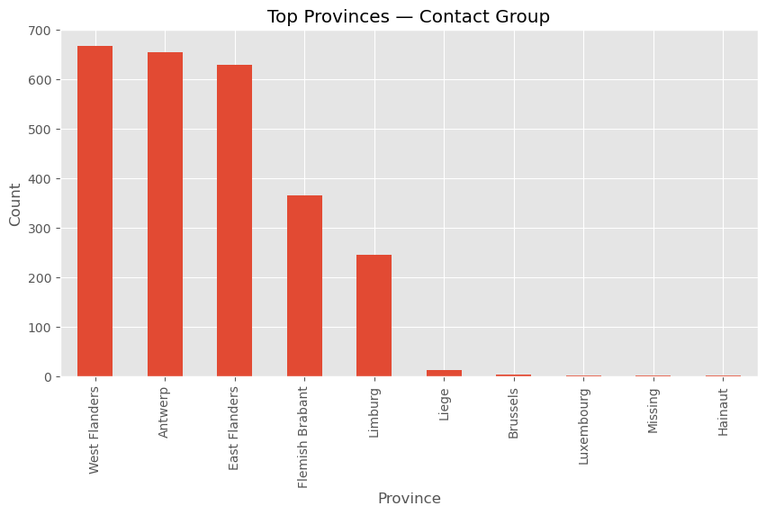 Top Provinces — Contact Group
Count
700
600
500
400
300
200
100
0
West Flanders
Antwerp
East Flanders
Flemish Brabant
Limburg
Liege
Brussels
Luxembourg
Missing
Hainaut
Province